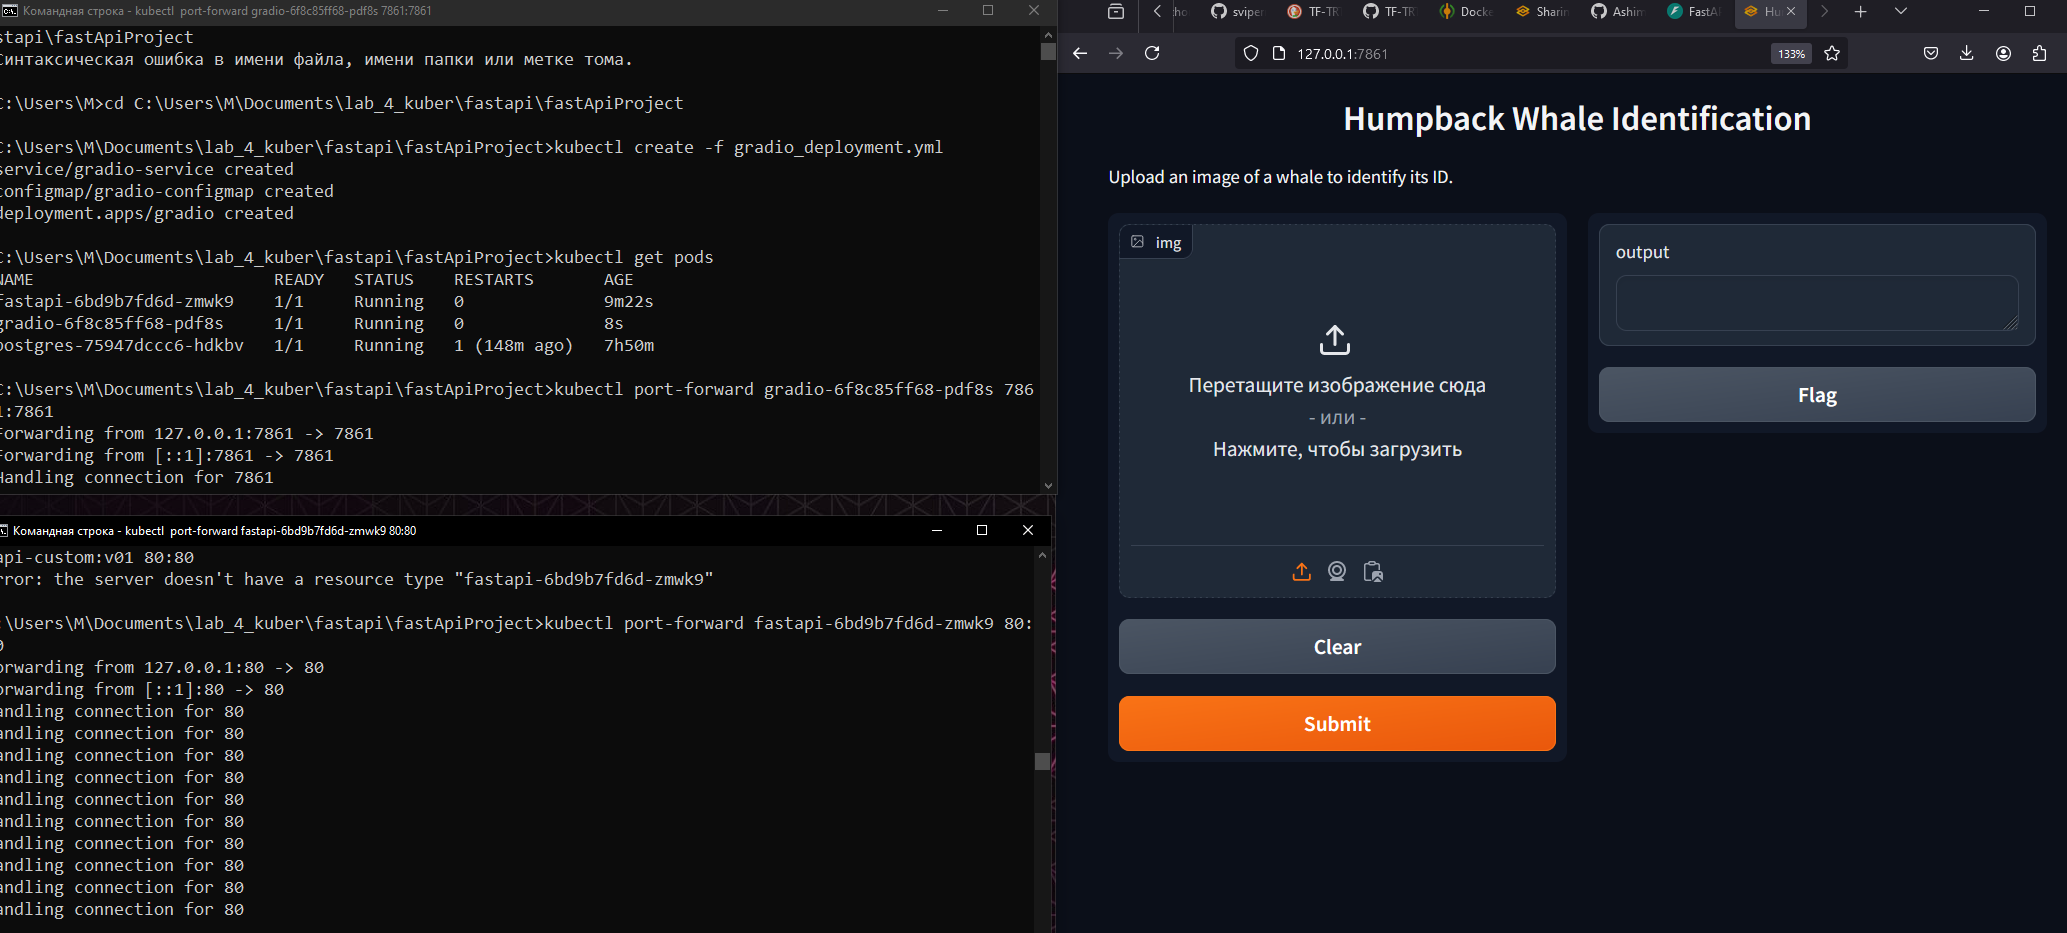 Командная строка - kubectl  port-forward gradio-6f8c85ff68-pdf8s 7861:7861
stapi\fastApiProject
Синтаксическая ошибка в имени файла, имени папки или метке тома.
C:\Users\M>cd C:\Users\M\Documents\lab_4_kuber\fastapi\fastApiProject
C:\Users\M\Documents\lab_4_kuber\fastapi\fastApiProject>kubectl create -f gradio_deployment.yml
service/gradio-service created
configmap/gradio-configmap created
deployment.apps/gradio created
C:\Users\M\Documents\lab_4_kuber\fastapi\fastApiProject>kubectl get pods
NAME READY STATUS RESTARTS AGE
fastapi-6bd9b7fd6d-zmwk9 1/1 Running 0 9m22s
gradio-6f8c85ff68-pdf8s 1/1 Running 0 8s
postgres-75947dccc6-hdkbv 1/1 Running 1 (148m ago) 7h50m
C:\Users\M\Documents\lab_4_kuber\fastapi\fastApiProject>kubectl port-forward gradio-6f8c85ff68-pdf8s 786
1:7861
Forwarding from 127.0.0.1:7861 -> 7861
Forwarding from [::1]:7861 -> 7861
Handling connection for 7861
Командная строка - kubectl  port-forward fastapi-6bd9b7fd6d-zmwk9 80:80
api-custom:v01 80:80
rror: the server doesn't have a resource type "fastapi-6bd9b7fd6d-zmwk9"
:\Users\M\Documents\lab_4_kuber\fastapi\fastApiProject>kubectl port-forward fastapi-6bd9b7fd6d-zmwk9 80:
0
orwarding from 127.0.0.1:80 -> 80
orwarding from [::1]:80 -> 80
andling connection for 80
andling connection for 80
andling connection for 80
andling connection for 80
andling connection for 80
andling connection for 80
andling connection for 80
andling connection for 80
andling connection for 80
andling connection for 80
sviper TF-TR TF-TR Docke Sharin Ashim FastA Hu
127.0.0.1:7861
133%
Humpback Whale Identification
Upload an image of a whale to identify its ID.
img
Перетащите изображение сюда
- или -
Нажмите, чтобы загрузить
Clear
Submit
output
Flag